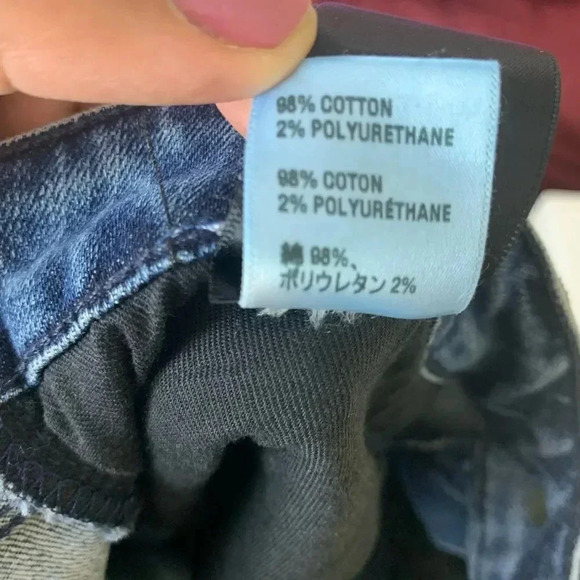 98% COTTON
2% POLYURETHANE
98% COTON
2% POLYURÉTHANE
綿 98%、
ポリウレタン 2%